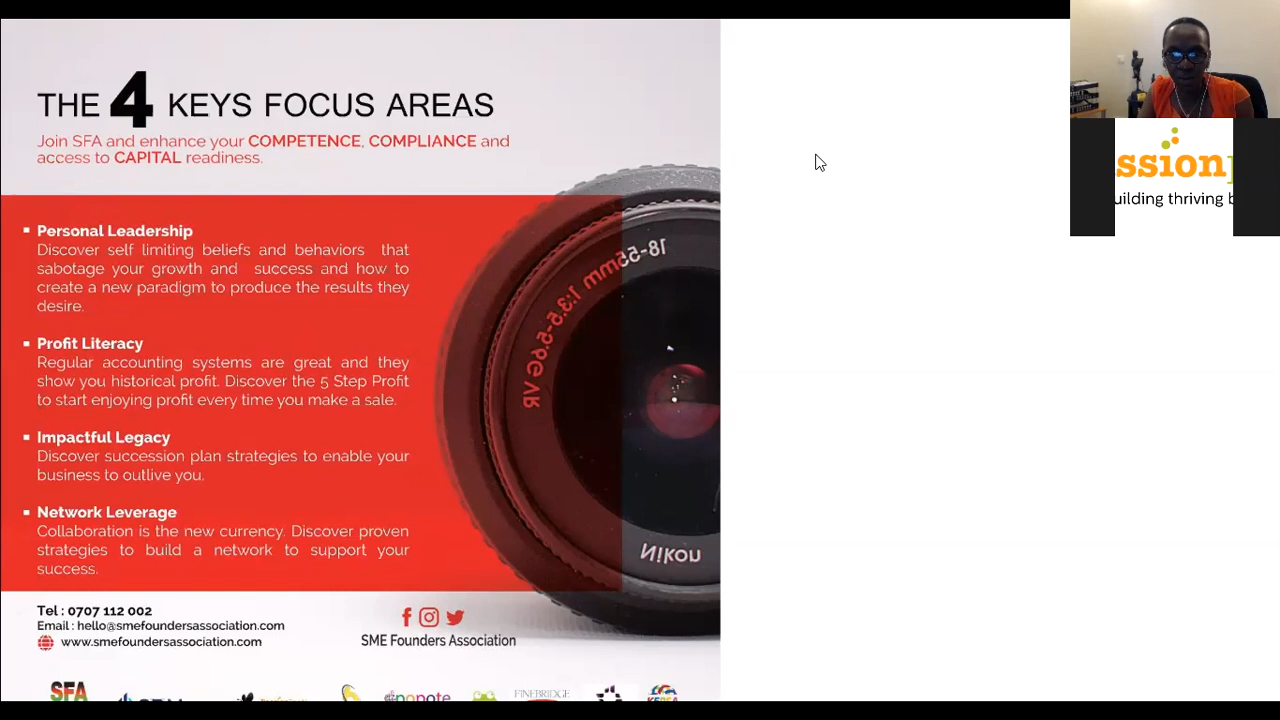 THE 4 KEYS FOCUS AREAS
Join SFA and enhance your COMPETENCE, COMPLIANCE and
access to CAPITAL readiness.
Personal Leadership
Discover self limiting beliefs and behaviors that
sabotage your growth and success and how to
create a new paradigm to produce the results they
desire.
Profit Literacy
Regular accounting systems are great and they
show you historical profit. Discover the 5 Step Profit
to start enjoying profit every time you make a sale.
Impactful Legacy
Discover succession plan strategies to enable your
business to outlive you.
Network Leverage
Collaboration is the new currency. Discover proven
strategies to build a network to support your
success.
18-55mm 1:3.5-5.6G VR
Nikon
Tel : 0707 112 002
Email : hello@smefoundersassociation.com
www.smefoundersassociation.com
SME Founders Association
SFA
popote
FINEBRIDGE
ssion
uilding thriving b